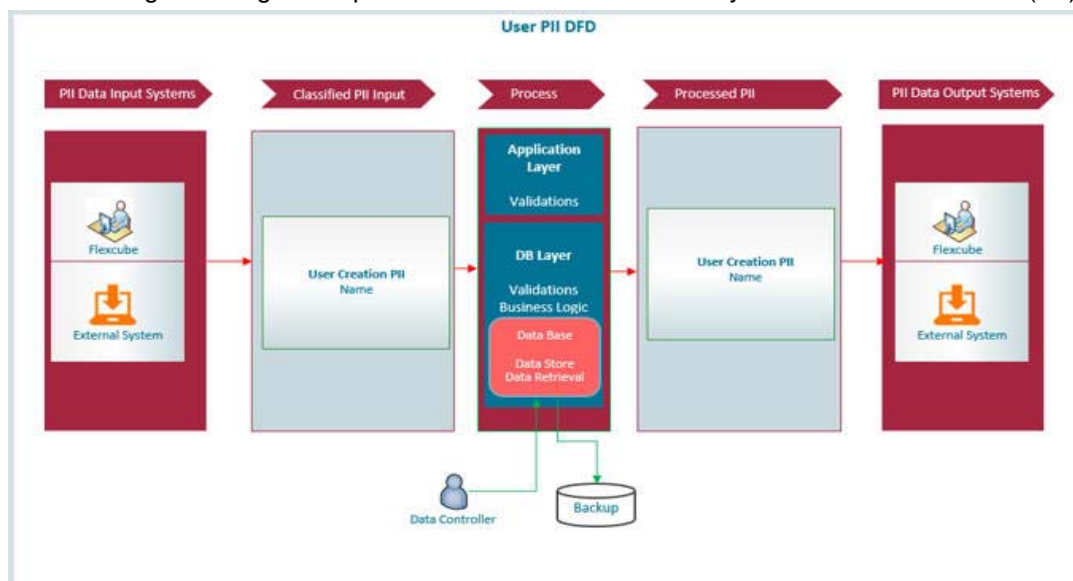 User PII DFD
PII Data Input Systems
Classified PII Input
Process
Processed PII
PII Data Output Systems
Flexcube
External System
User Creation PII
Name
Application
Layer
Validations
DB Layer
Validations
Business Logic
Data Base
Data Store
Data Retrieval
User Creation PII
Name
Flexcube
External System
Data Controller
Backup